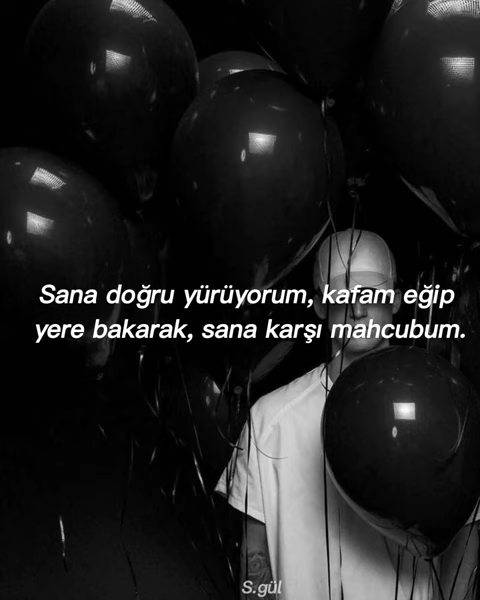 Sana doğru yürüyorum, kafam eğip
yere bakarak, sana karşı mahcubum.
S.gül